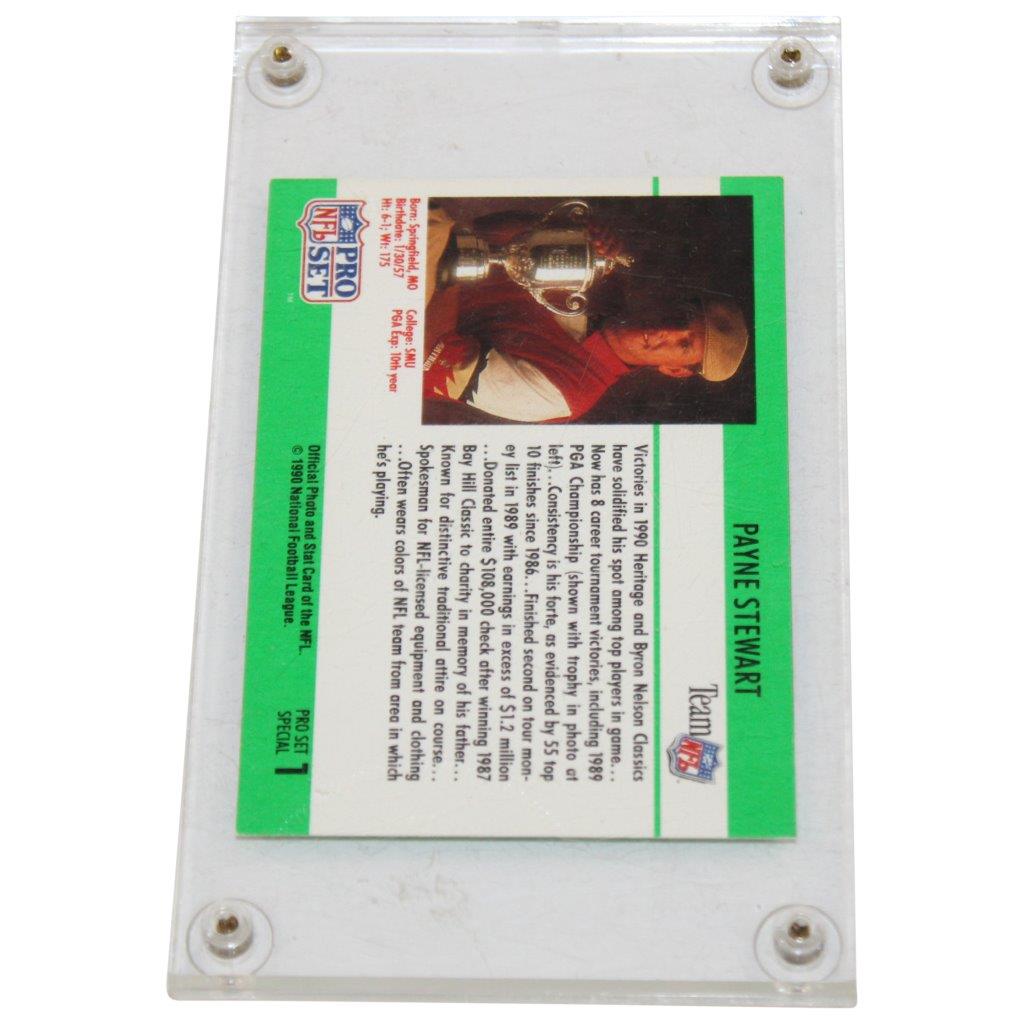 PAYNE STEWART
Team NFL
Victories in 1990 Heritage and Byron Nelson Classics
have solidified his spot among top players in game...
Now has 8 career tournament victories, including 1989
PGA Championship (shown with trophy in photo at
left)...Consistency is his forte, as evidenced by 55 top
10 finishes since 1986...Finished second on tour mon-
ey list in 1989 with earnings in excess of $1.2 million
...Donated entire $108,000 check after winning 1987
Bay Hill Classic to charity in memory of his father...
Known for distinctive traditional attire on course...
Spokesman for NFL-licensed equipment and clothing
...Often wears colors of NFL team from area in which
he's playing.
Born: Springfield, MO
Birthdate: 1/30/57
Ht: 6-1; Wt: 175
College: SMU
PGA Exp: 10th year
NFL PRO SET
TM
Official Photo and Stat Card of the NFL.
© 1990 National Football League.
PRO SET
SPECIAL 1